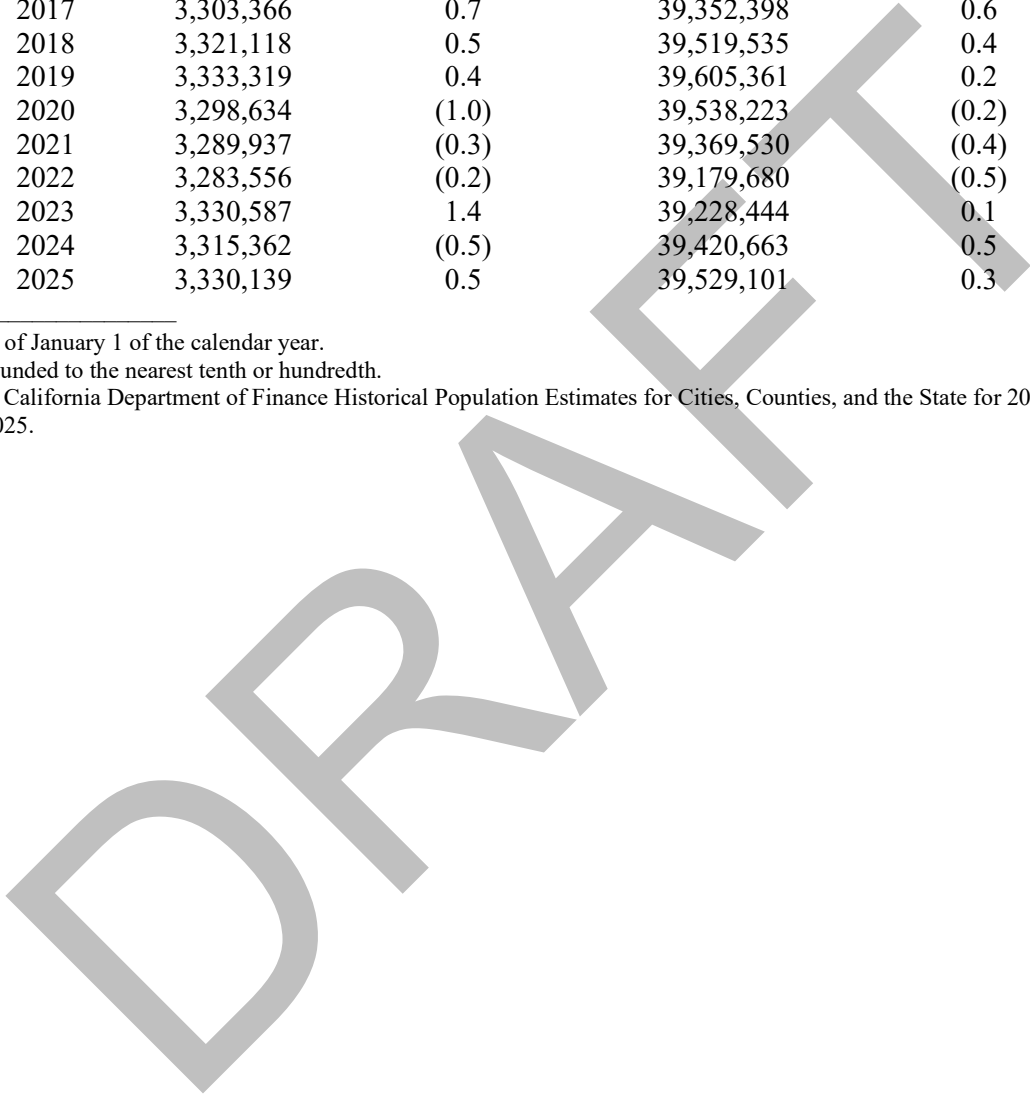 2017 3,303,366 0.7 39,352,398 0.6
2018 3,321,118 0.5 39,519,535 0.4
2019 3,333,319 0.4 39,605,361 0.2
2020 3,298,634 (1.0) 39,538,223 (0.2)
2021 3,289,937 (0.3) 39,369,530 (0.4)
2022 3,283,556 (0.2) 39,179,680 (0.5)
2023 3,330,587 1.4 39,228,444 0.1
2024 3,315,362 (0.5) 39,420,663 0.5
2025 3,330,139 0.5 39,529,101 0.3
of January 1 of the calendar year.
unded to the nearest tenth or hundredth.
California Department of Finance Historical Population Estimates for Cities, Counties, and the State for 20
025.
DRAFT